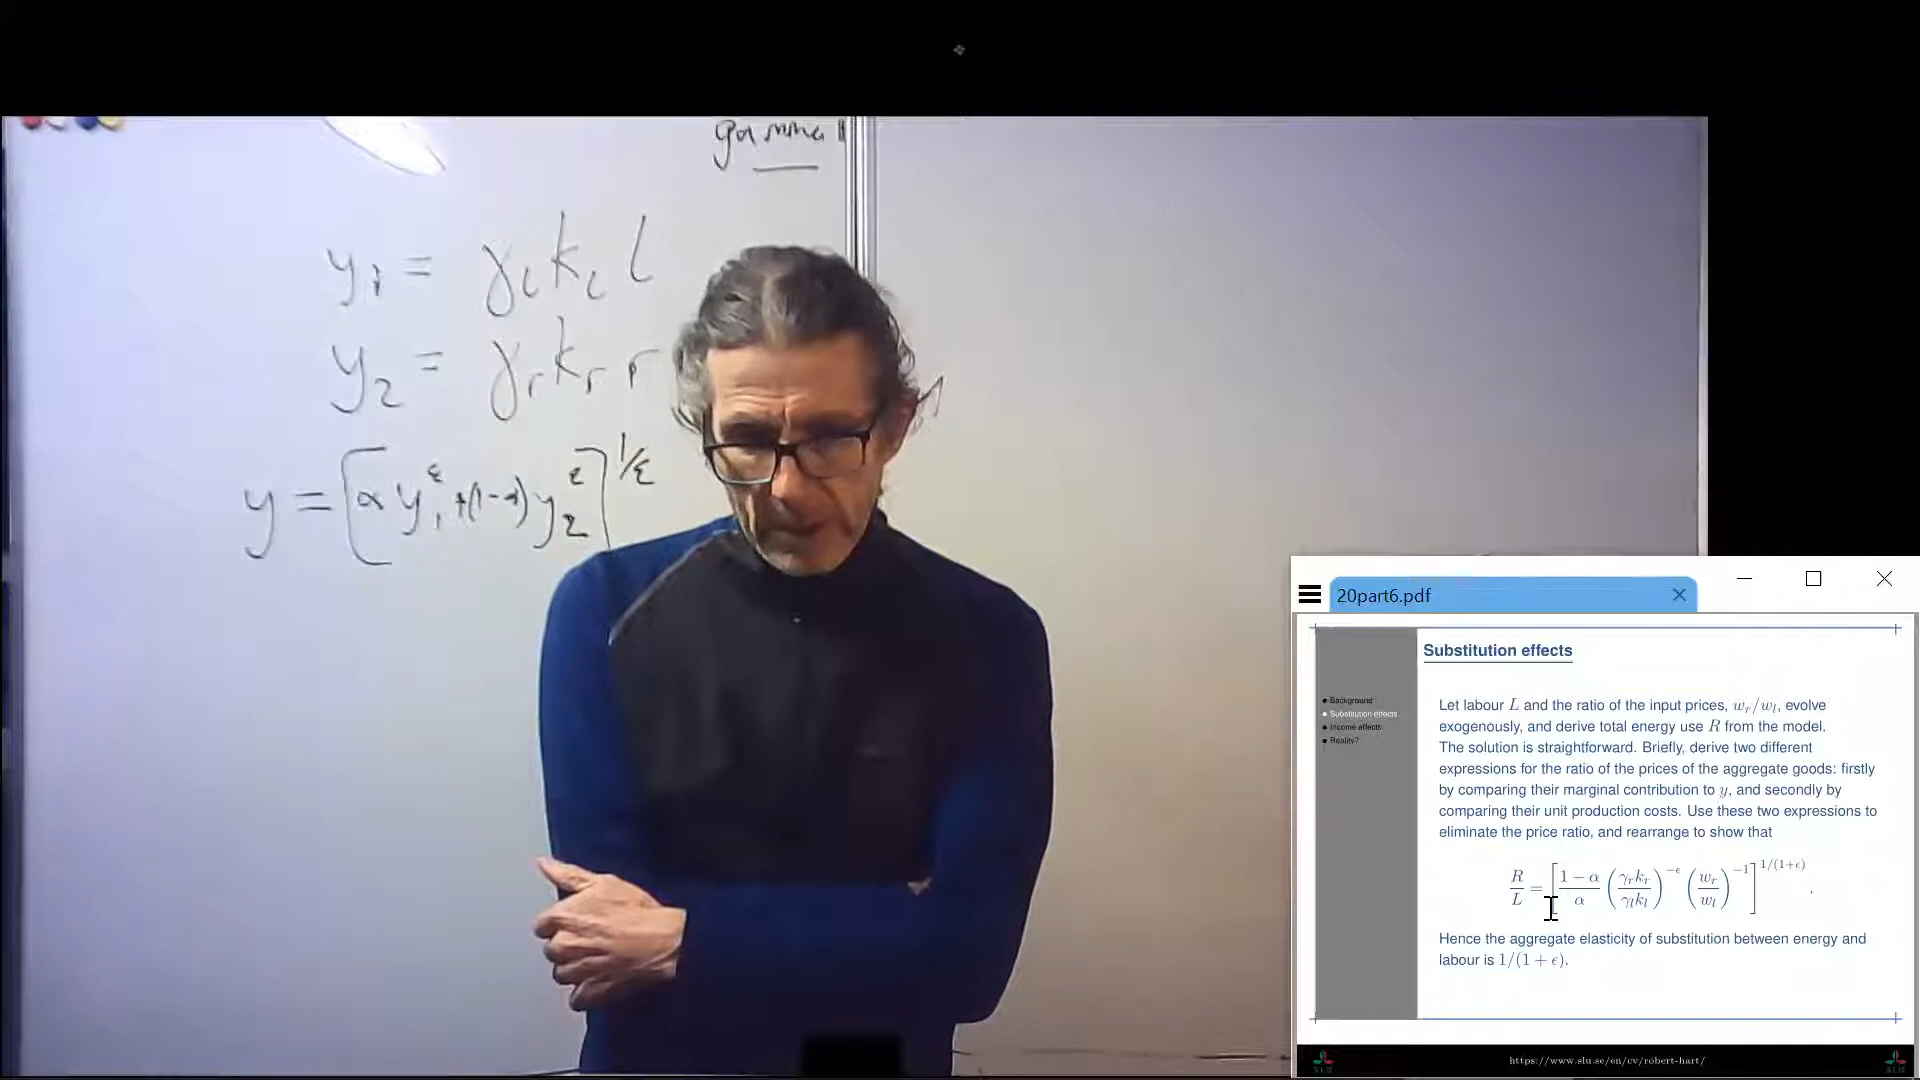 gamma
y₁ = γₗ kₗ l
y₂ = γᵣ kᵣ r
y = [α y₁^ε + (1-α) y₂^ε]^1/ε
20part6.pdf
Substitution effects
Background
Substitution effects
Income effects
Reality?
Let labour L and the ratio of the input prices, wᵣ/wₗ, evolve
exogenously, and derive total energy use R from the model.
The solution is straightforward. Briefly, derive two different
expressions for the ratio of the prices of the aggregate goods: firstly
by comparing their marginal contribution to y, and secondly by
comparing their unit production costs. Use these two expressions to
eliminate the price ratio, and rearrange to show that
R/L = [(1 − α)/α (γᵣkᵣ/γₗkₗ)^−ϵ (wᵣ/wₗ)^−1]^1/(1+ϵ) .
Hence the aggregate elasticity of substitution between energy and
labour is 1/(1 + ϵ).
https://www.slu.se/en/cv/robert-hart/
SLU
SLU